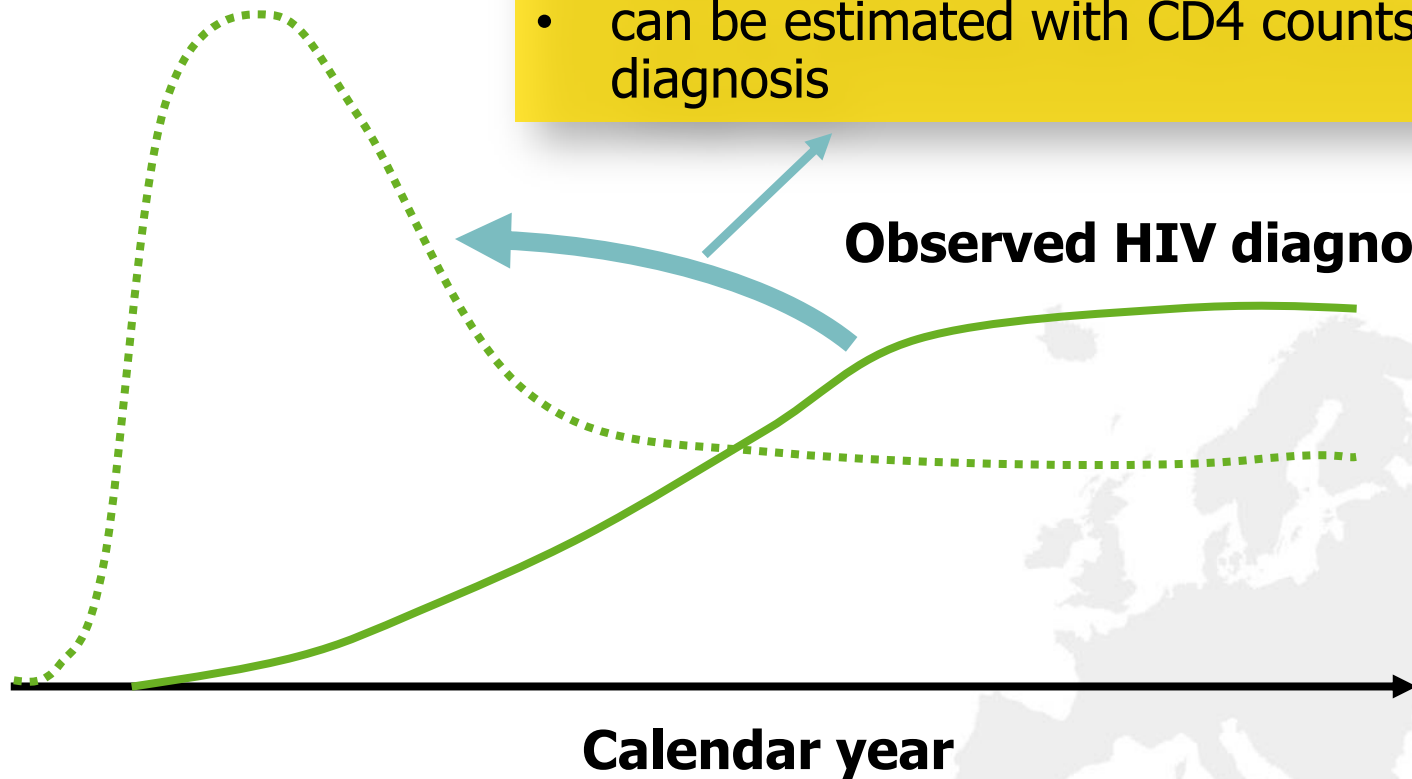 • can be estimated with CD4 counts
diagnosis
Observed HIV diagno
Calendar year